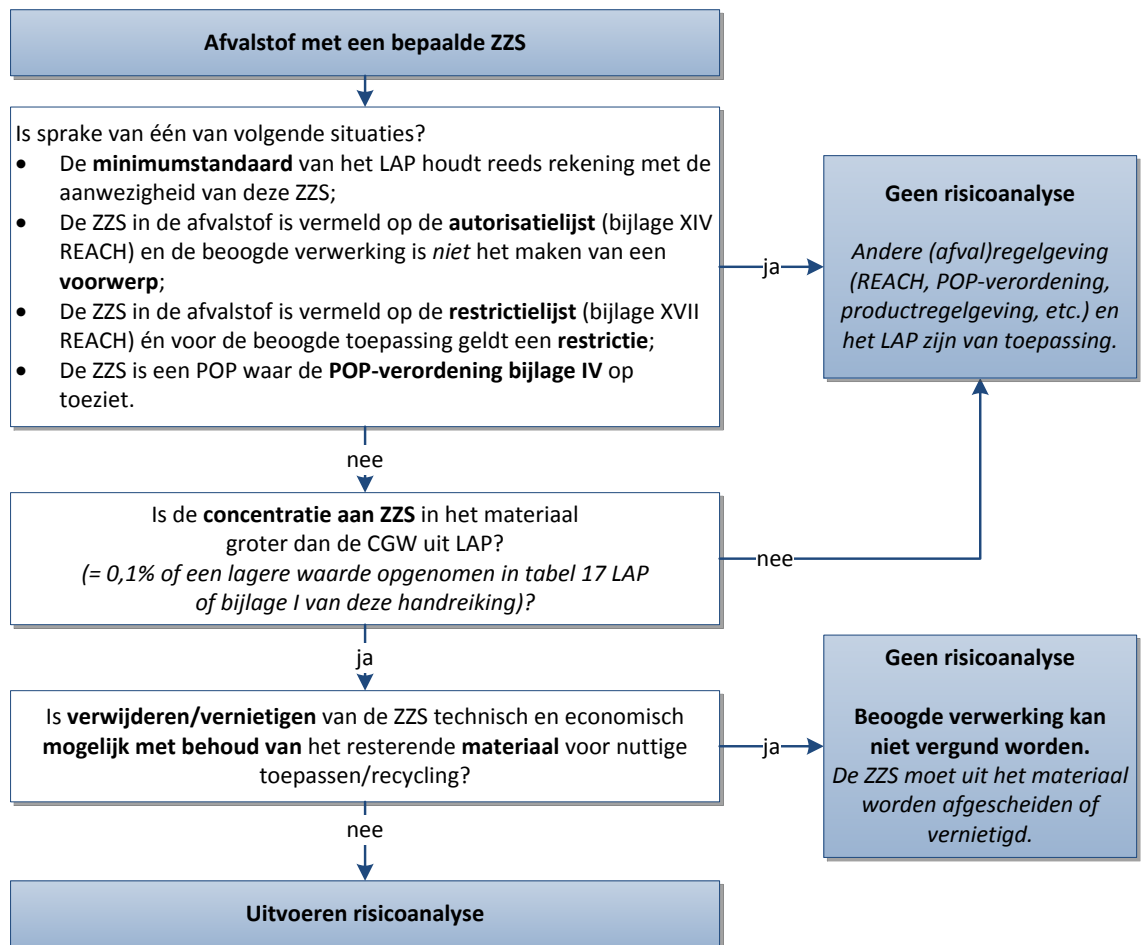 Afvalstof met een bepaalde ZZS
Is sprake van één van volgende situaties?
• De minimumstandaard van het LAP houdt reeds rekening met de
aanwezigheid van deze ZZS;
• De ZZS in de afvalstof is vermeld op de autorisatielijst (bijlage XIV
REACH) en de beoogde verwerking is niet het maken van een
voorwerp;
• De ZZS in de afvalstof is vermeld op de restrictielijst (bijlage XVII
REACH) én voor de beoogde toepassing geldt een restrictie;
• De ZZS is een POP waar de POP-verordening bijlage IV op
toeziet.
ja
Geen risicoanalyse
Andere (afval)regelgeving
(REACH, POP-verordening,
productregelgeving, etc.) en
het LAP zijn van toepassing.
nee
Is de concentratie aan ZZS in het materiaal
groter dan de CGW uit LAP?
(= 0,1% of een lagere waarde opgenomen in tabel 17 LAP
of bijlage I van deze handreiking)?
nee
ja
Is verwijderen/vernietigen van de ZZS technisch en economisch
mogelijk met behoud van het resterende materiaal voor nuttige
toepassen/recycling?
ja
Geen risicoanalyse
Beoogde verwerking kan
niet vergund worden.
De ZZS moet uit het materiaal
worden afgescheiden of
vernietigd.
nee
Uitvoeren risicoanalyse